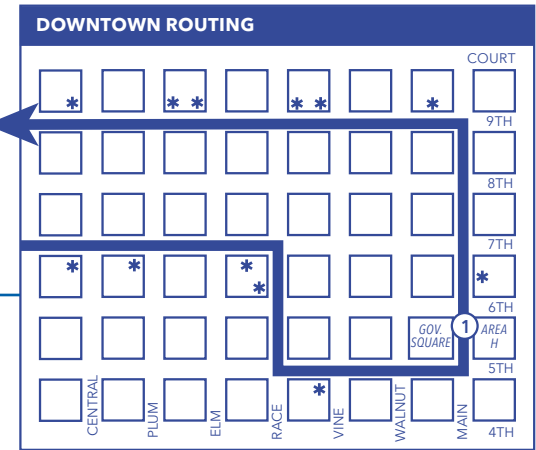 DOWNTOWN ROUTING
COURT
* * * * * *
9TH
8TH
7TH
* * *
*
*
6TH
GOV.
SQUARE
1
AREA
H
5TH
*
CENTRAL
PLUM
ELM
RACE
VINE
WALNUT
MAIN
4TH